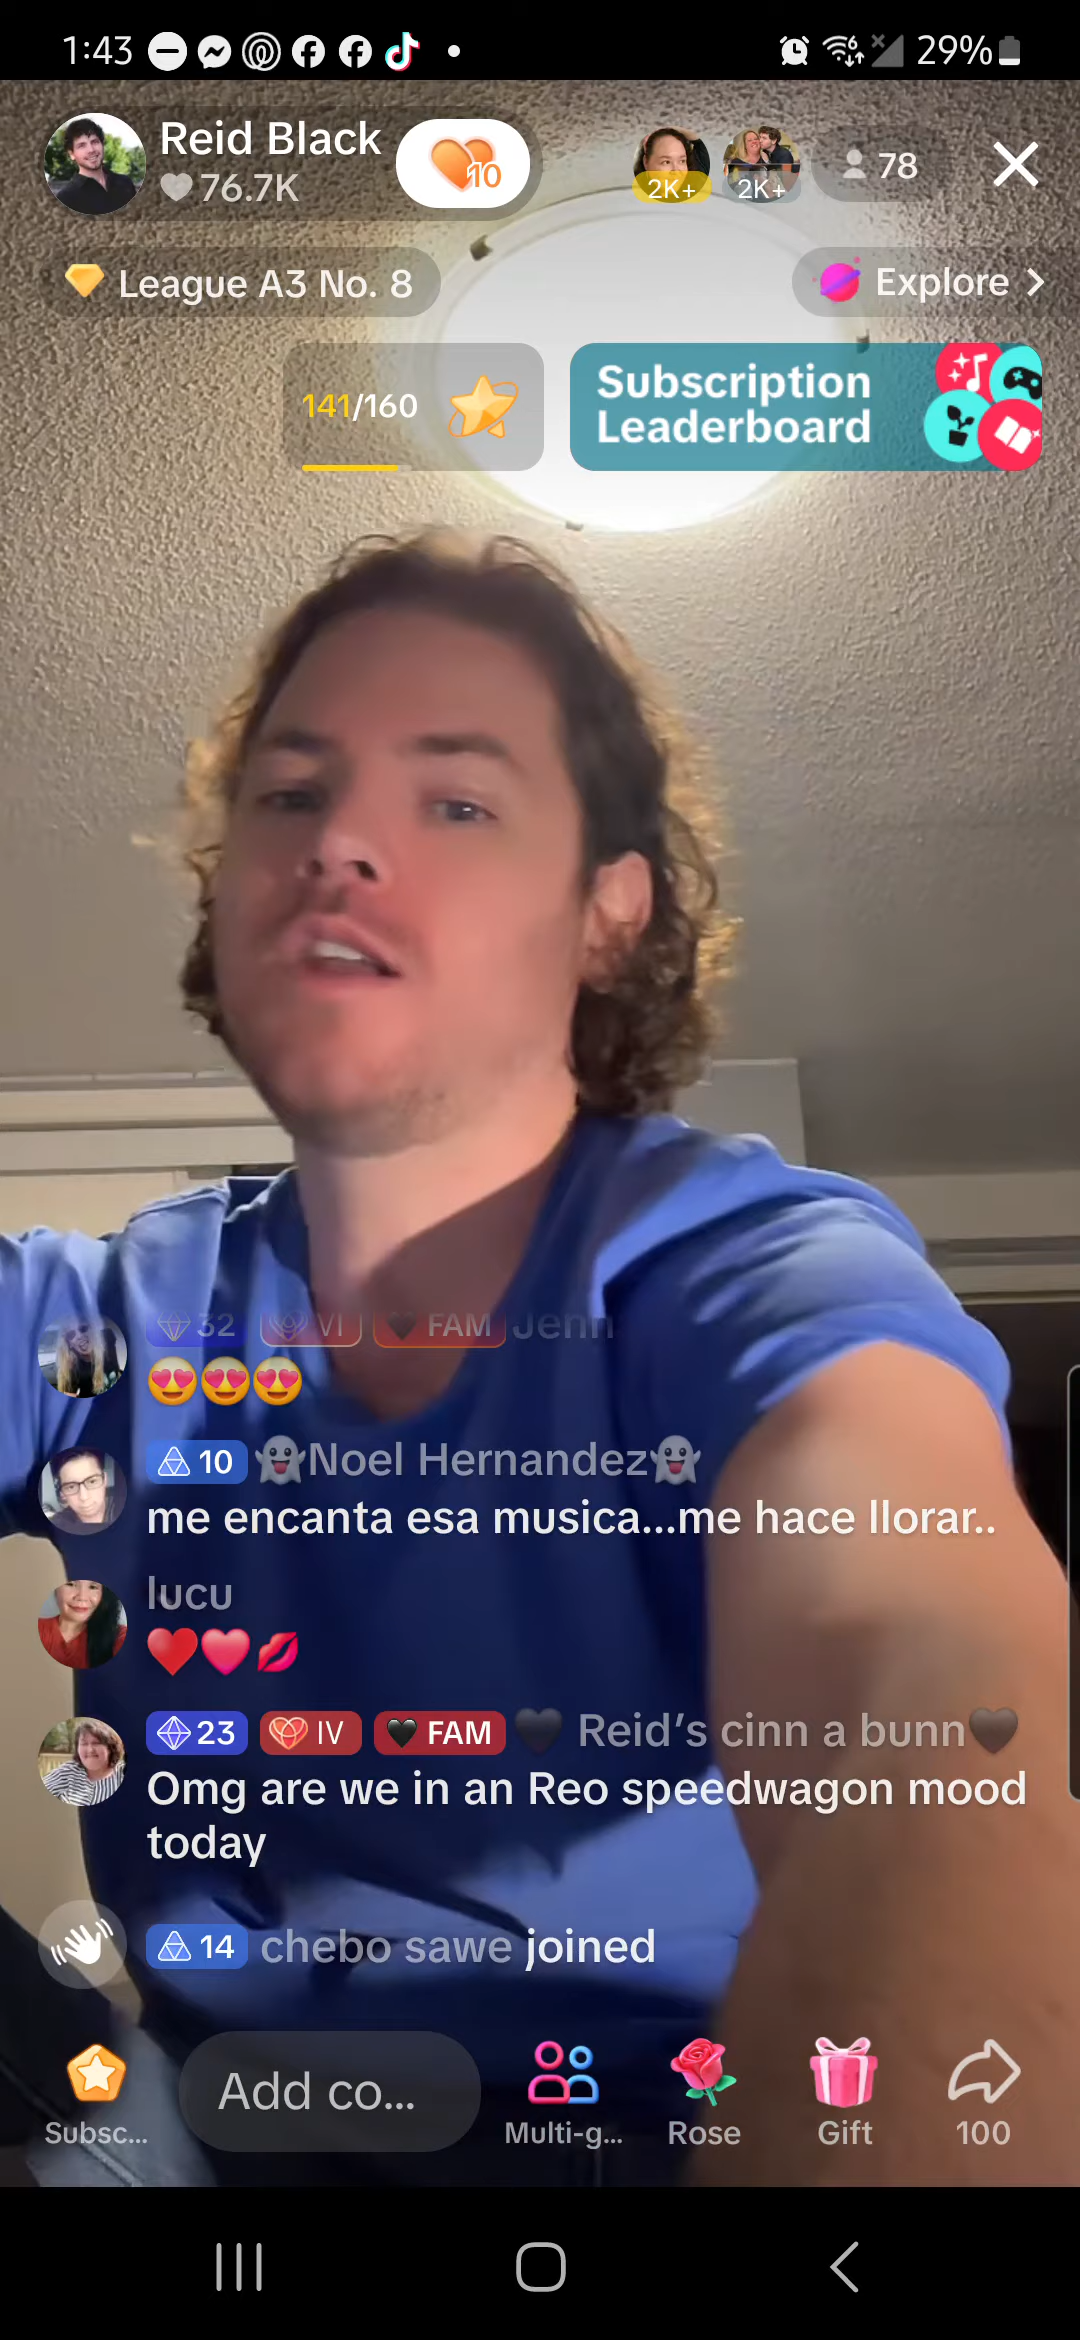 1:43
29%
Reid Black
76.7K
10
2K+
2K+
78
League A3 No. 8
Explore
141/160
Subscription
Leaderboard
32 VI FAM Jenn
😍😍😍
10 👻Noel Hernandez👻
me encanta esa musica...me hace llorar..
lucu
❤️💗💋
23 IV 🖤 FAM 🖤 Reid's cinn a bunn🖤
Omg are we in an Reo speedwagon mood
today
14 chebo sawe joined
Add co...
Subsc...
Multi-g...
Rose
Gift
100